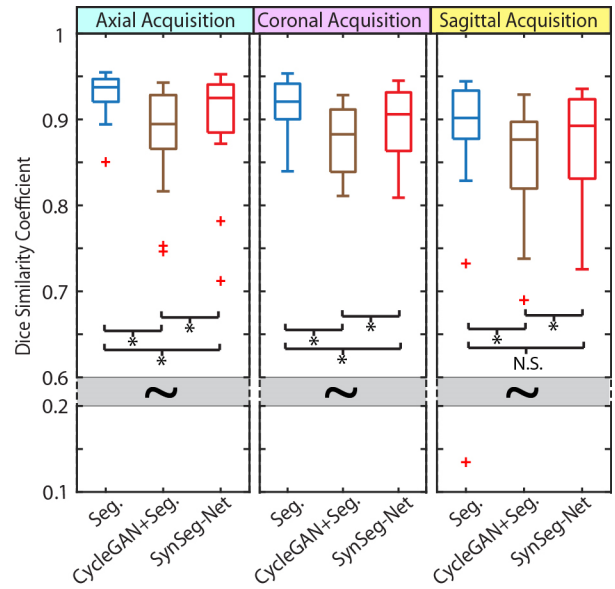 Axial Acquisition
Coronal Acquisition
Sagittal Acquisition
Dice Similarity Coefficient
1
0.9
0.8
0.7
0.6
0.2
0.1
*
*
*
*
*
*
*
*
N.S.
~
~
~
Seg.
CycleGAN+Seg.
SynSeg-Net
Seg.
CycleGAN+Seg.
SynSeg-Net
Seg.
CycleGAN+Seg.
SynSeg-Net